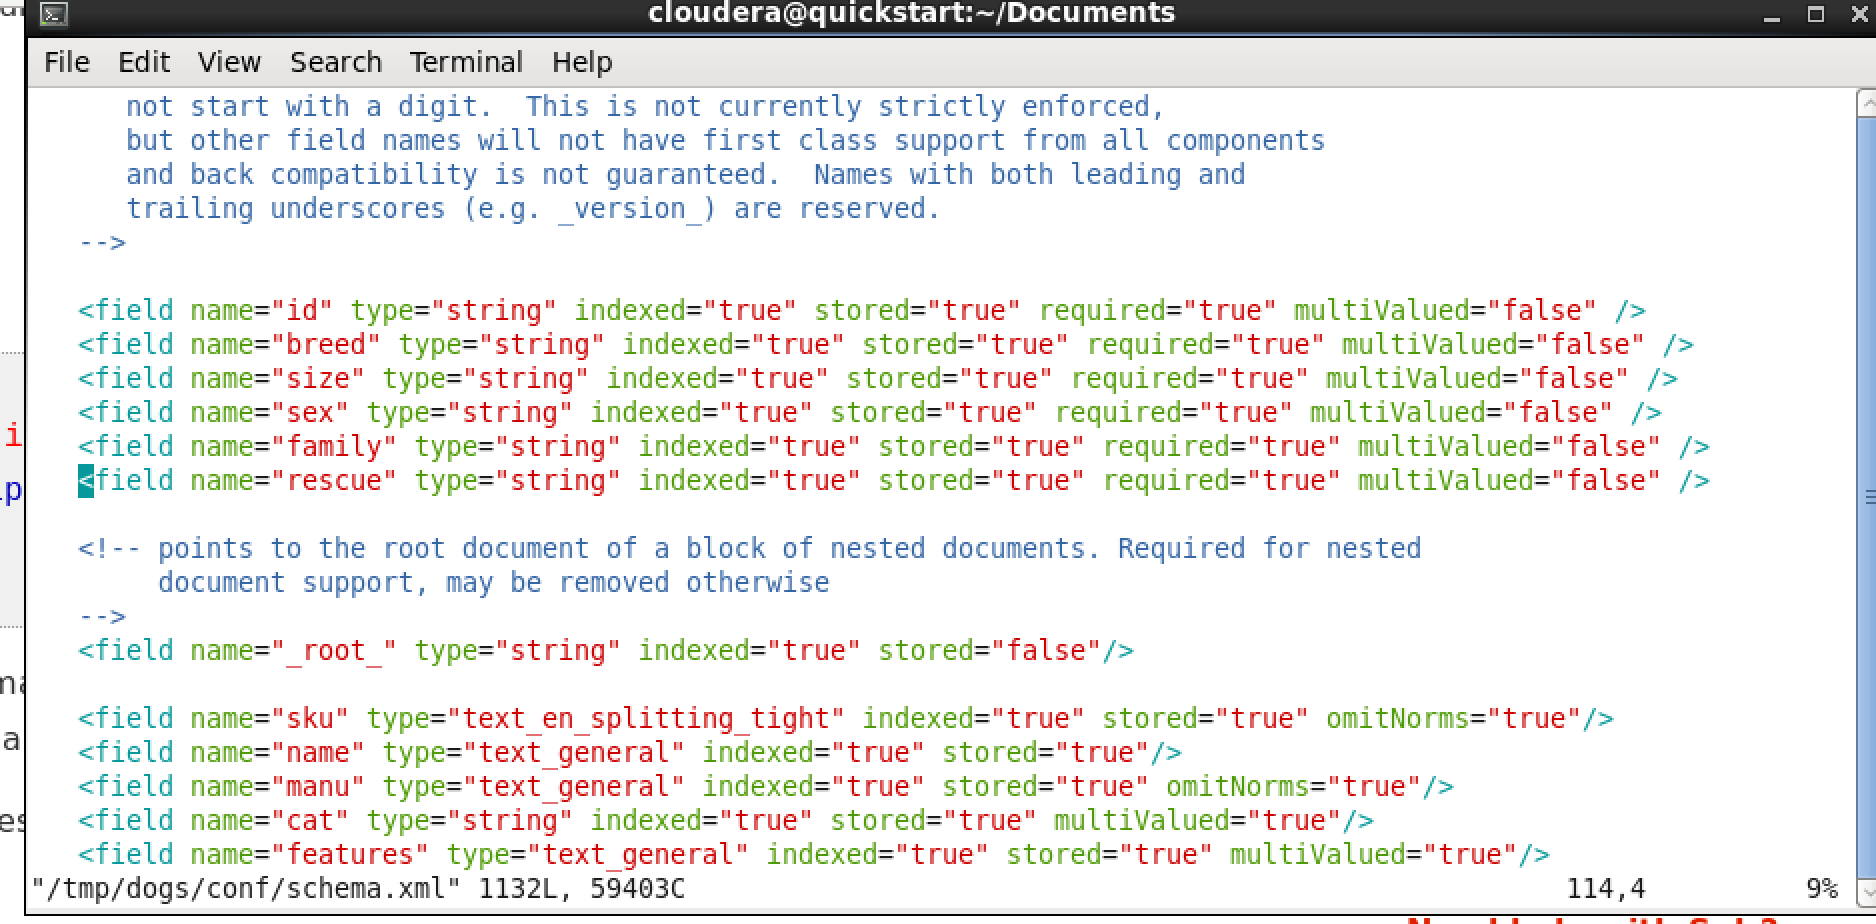 cloudera@quickstart:~/Documents
File Edit View Search Terminal Help
not start with a digit.  This is not currently strictly enforced,
but other field names will not have first class support from all components
and back compatibility is not guaranteed.  Names with both leading and
trailing underscores (e.g. _version_) are reserved.
-->
<field name="id" type="string" indexed="true" stored="true" required="true" multiValued="false" />
<field name="breed" type="string" indexed="true" stored="true" required="true" multiValued="false" />
<field name="size" type="string" indexed="true" stored="true" required="true" multiValued="false" />
<field name="sex" type="string" indexed="true" stored="true" required="true" multiValued="false" />
<field name="family" type="string" indexed="true" stored="true" required="true" multiValued="false" />
<field name="rescue" type="string" indexed="true" stored="true" required="true" multiValued="false" />
<!-- points to the root document of a block of nested documents. Required for nested
document support, may be removed otherwise
-->
<field name="_root_" type="string" indexed="true" stored="false"/>
<field name="sku" type="text_en_splitting_tight" indexed="true" stored="true" omitNorms="true"/>
<field name="name" type="text_general" indexed="true" stored="true"/>
<field name="manu" type="text_general" indexed="true" stored="true" omitNorms="true"/>
<field name="cat" type="string" indexed="true" stored="true" multiValued="true"/>
<field name="features" type="text_general" indexed="true" stored="true" multiValued="true"/>
"/tmp/dogs/conf/schema.xml" 1132L, 59403C 114,4 9%